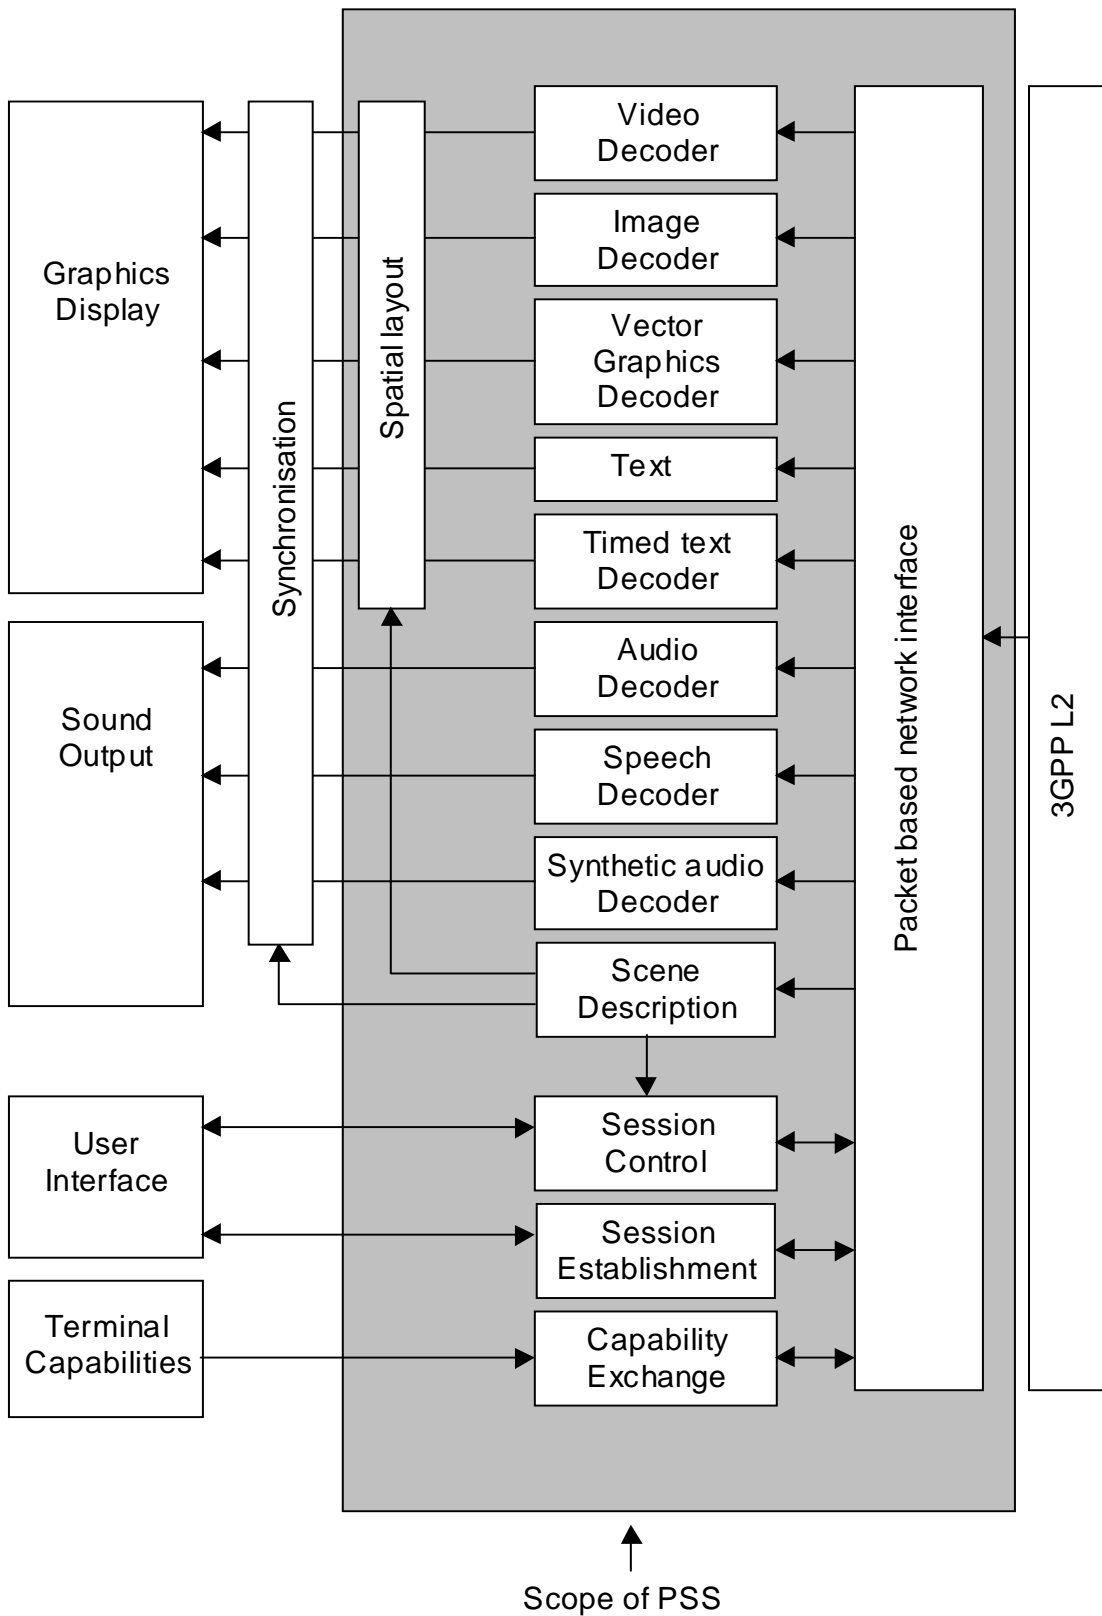 Video
Decoder
Image
Decoder
Graphics
Display
Vector
Graphics
Decoder
Spatial layout
Text
Synchronisation
Timed text
Decoder
Packet based network interface
Audio
Decoder
Sound
Output
3GPP L2
Speech
Decoder
Synthetic audio
Decoder
Scene
Description
User
Interface
Session
Control
Session
Establishment
Terminal
Capabilities
Capability
Exchange
Scope of PSS